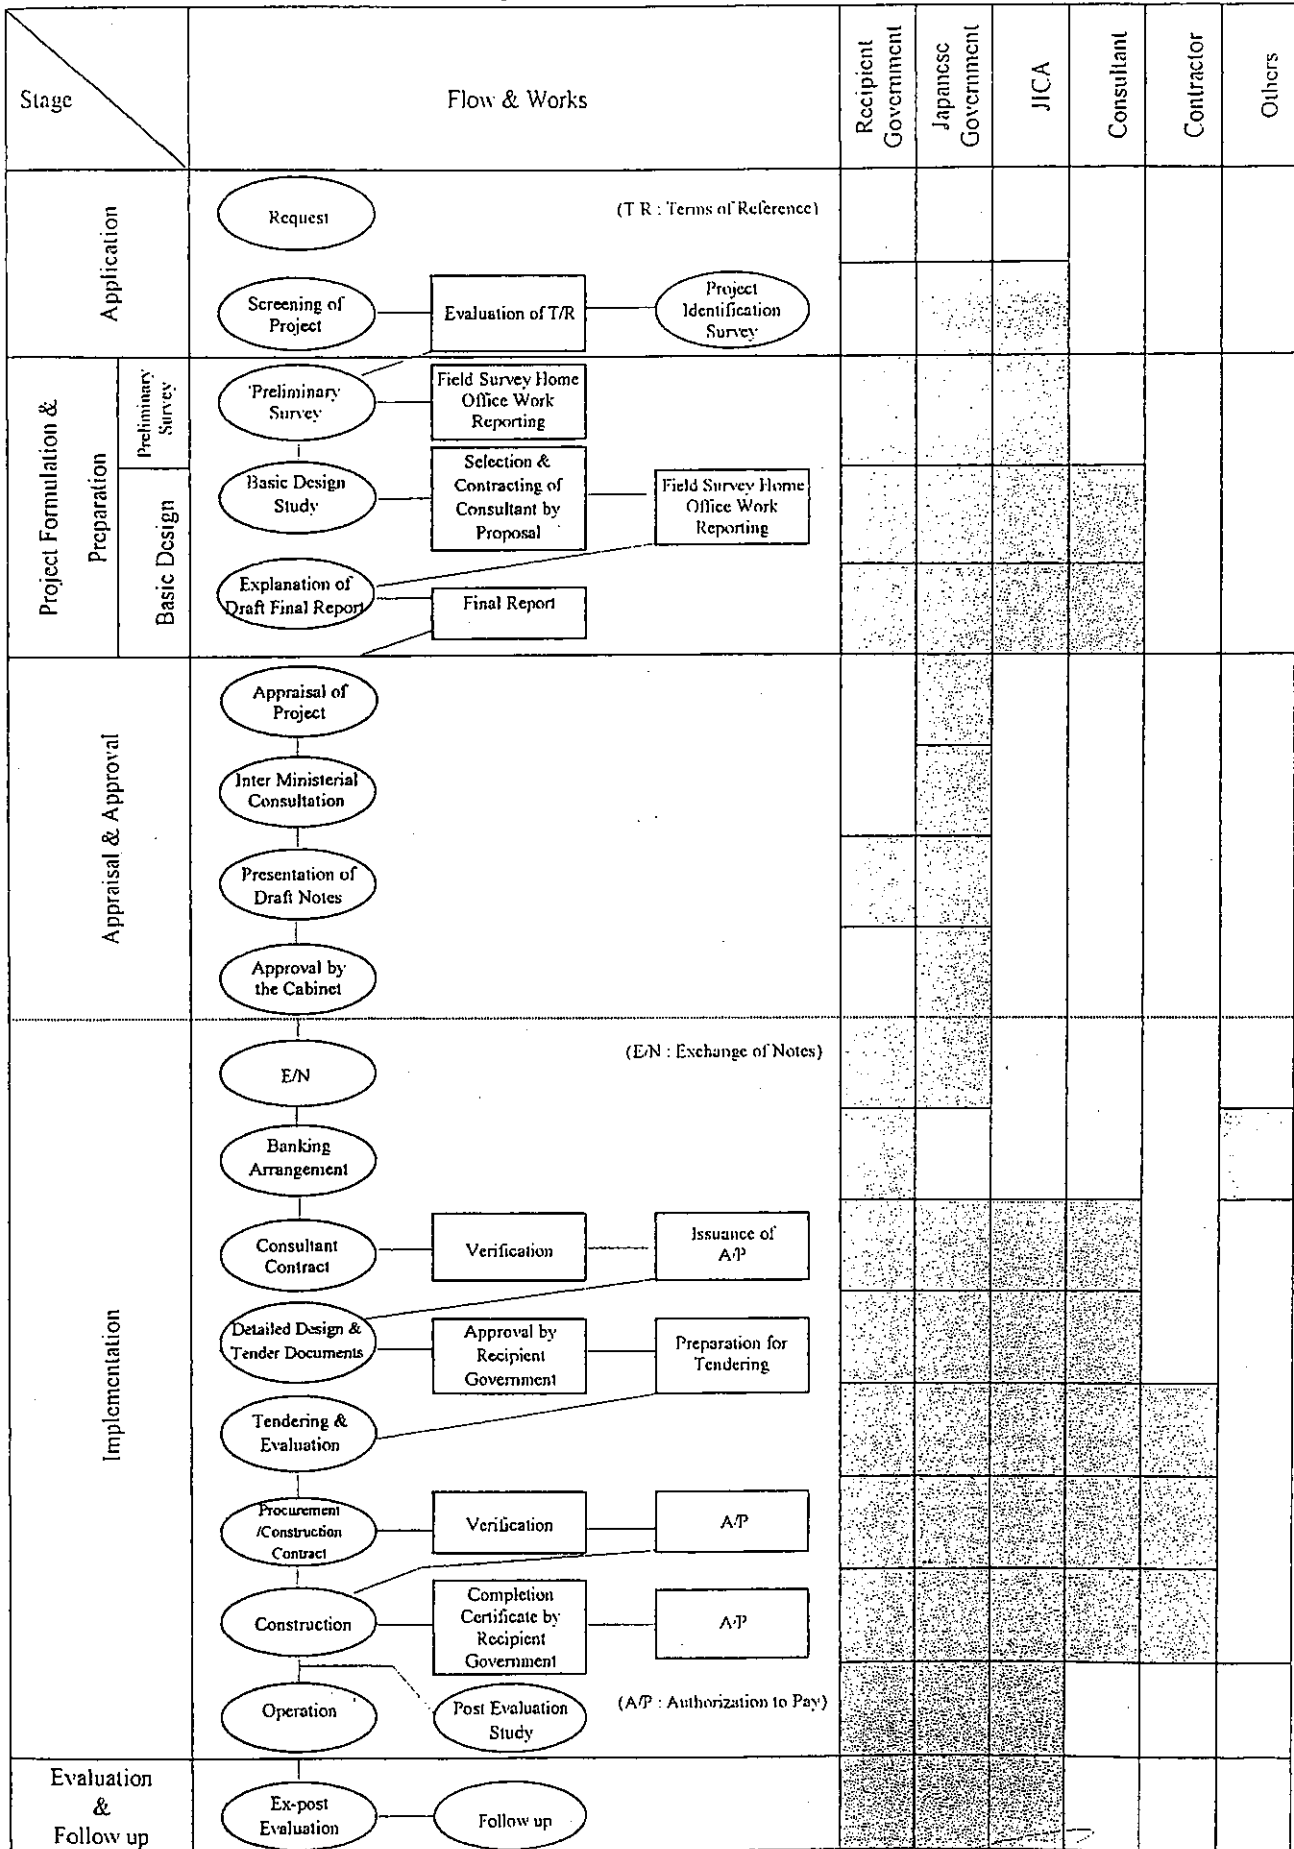 Stage
Flow & Works
Recipient
Government
Japanese
Government
JICA
Consultant
Contractor
Others
Application
Request
(T R : Terms of Reference)
Screening of
Project
Evaluation of T/R
Project
Identification
Survey
Project Formulation &
Preparation
Preliminary
Survey
Preliminary
Survey
Field Survey Home
Office Work
Reporting
Basic Design
Basic Design
Study
Selection &
Contracting of
Consultant by
Proposal
Field Survey Home
Office Work
Reporting
Explanation of
Draft Final Report
Final Report
Appraisal & Approval
Appraisal of
Project
Inter Ministerial
Consultation
Presentation of
Draft Notes
Approval by
the Cabinet
Implementation
E/N
(E/N : Exchange of Notes)
Banking
Arrangement
Consultant
Contract
Verification
Issuance of
A/P
Detailed Design &
Tender Documents
Approval by
Recipient
Government
Preparation for
Tendering
Tendering &
Evaluation
Procurement
/Construction
Contract
Verification
A/P
Construction
Completion
Certificate by
Recipient
Government
A/P
Operation
Post Evaluation
Study
(A/P : Authorization to Pay)
Evaluation
&
Follow up
Ex-post
Evaluation
Follow up